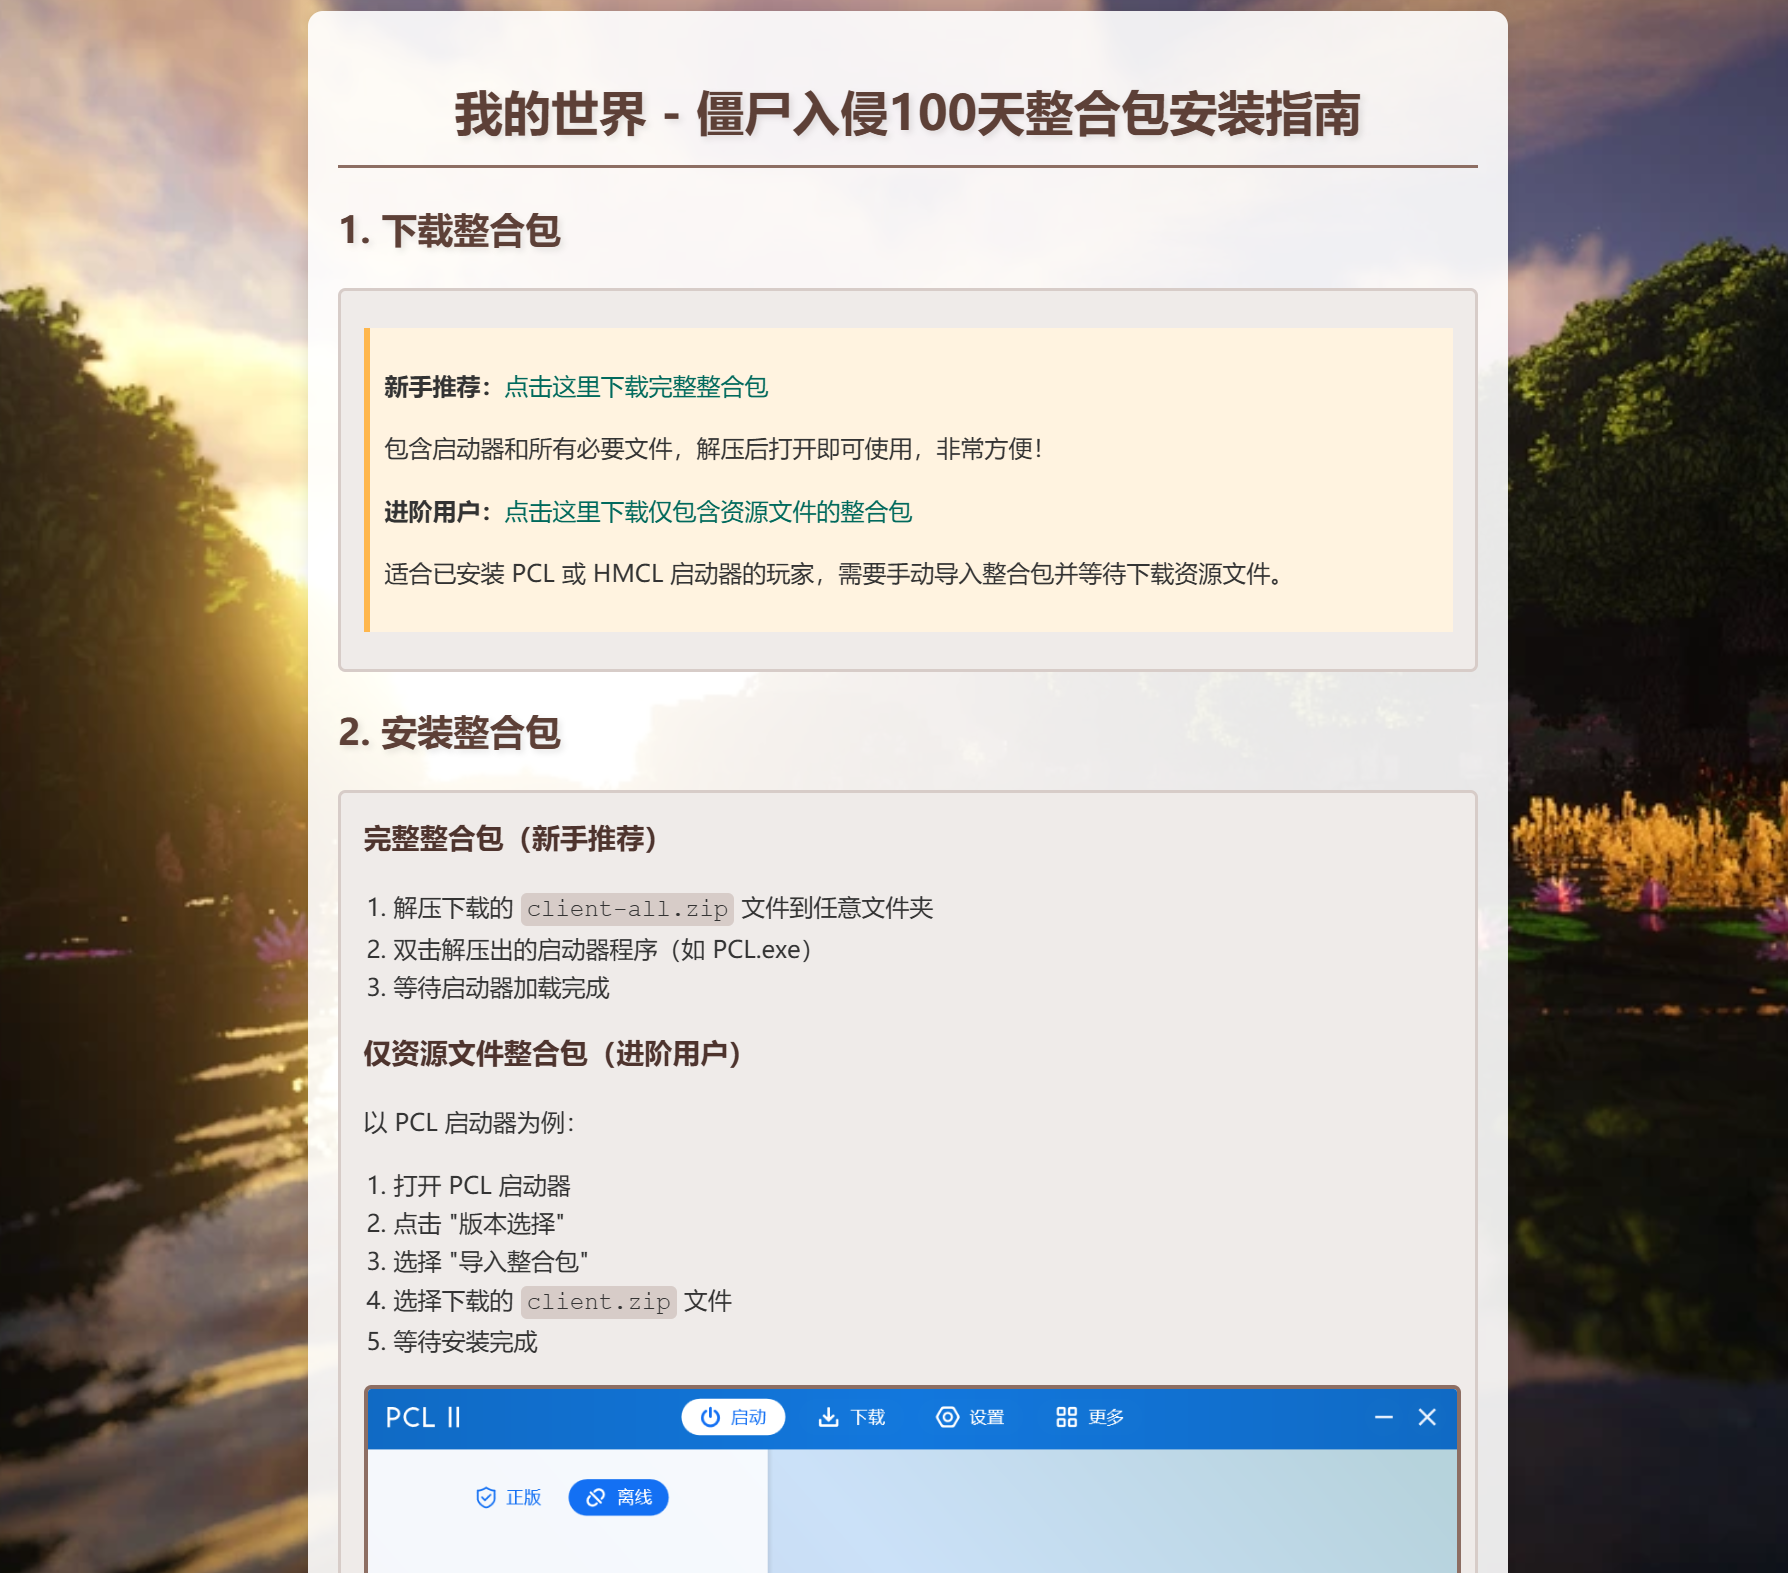 我的世界 - 僵尸入侵100天整合包安装指南
1. 下载整合包
新手推荐：点击这里下载完整整合包
包含启动器和所有必要文件，解压后打开即可使用，非常方便！
进阶用户：点击这里下载仅包含资源文件的整合包
适合已安装 PCL 或 HMCL 启动器的玩家，需要手动导入整合包并等待下载资源文件。
2. 安装整合包
完整整合包（新手推荐）
1. 解压下载的 client-all.zip 文件到任意文件夹
2. 双击解压出的启动器程序（如 PCL.exe）
3. 等待启动器加载完成
仅资源文件整合包（进阶用户）
以 PCL 启动器为例：
1. 打开 PCL 启动器
2. 点击 "版本选择"
3. 选择 "导入整合包"
4. 选择下载的 client.zip 文件
5. 等待安装完成
PCL II 启动 下载 设置 更多
正版 离线